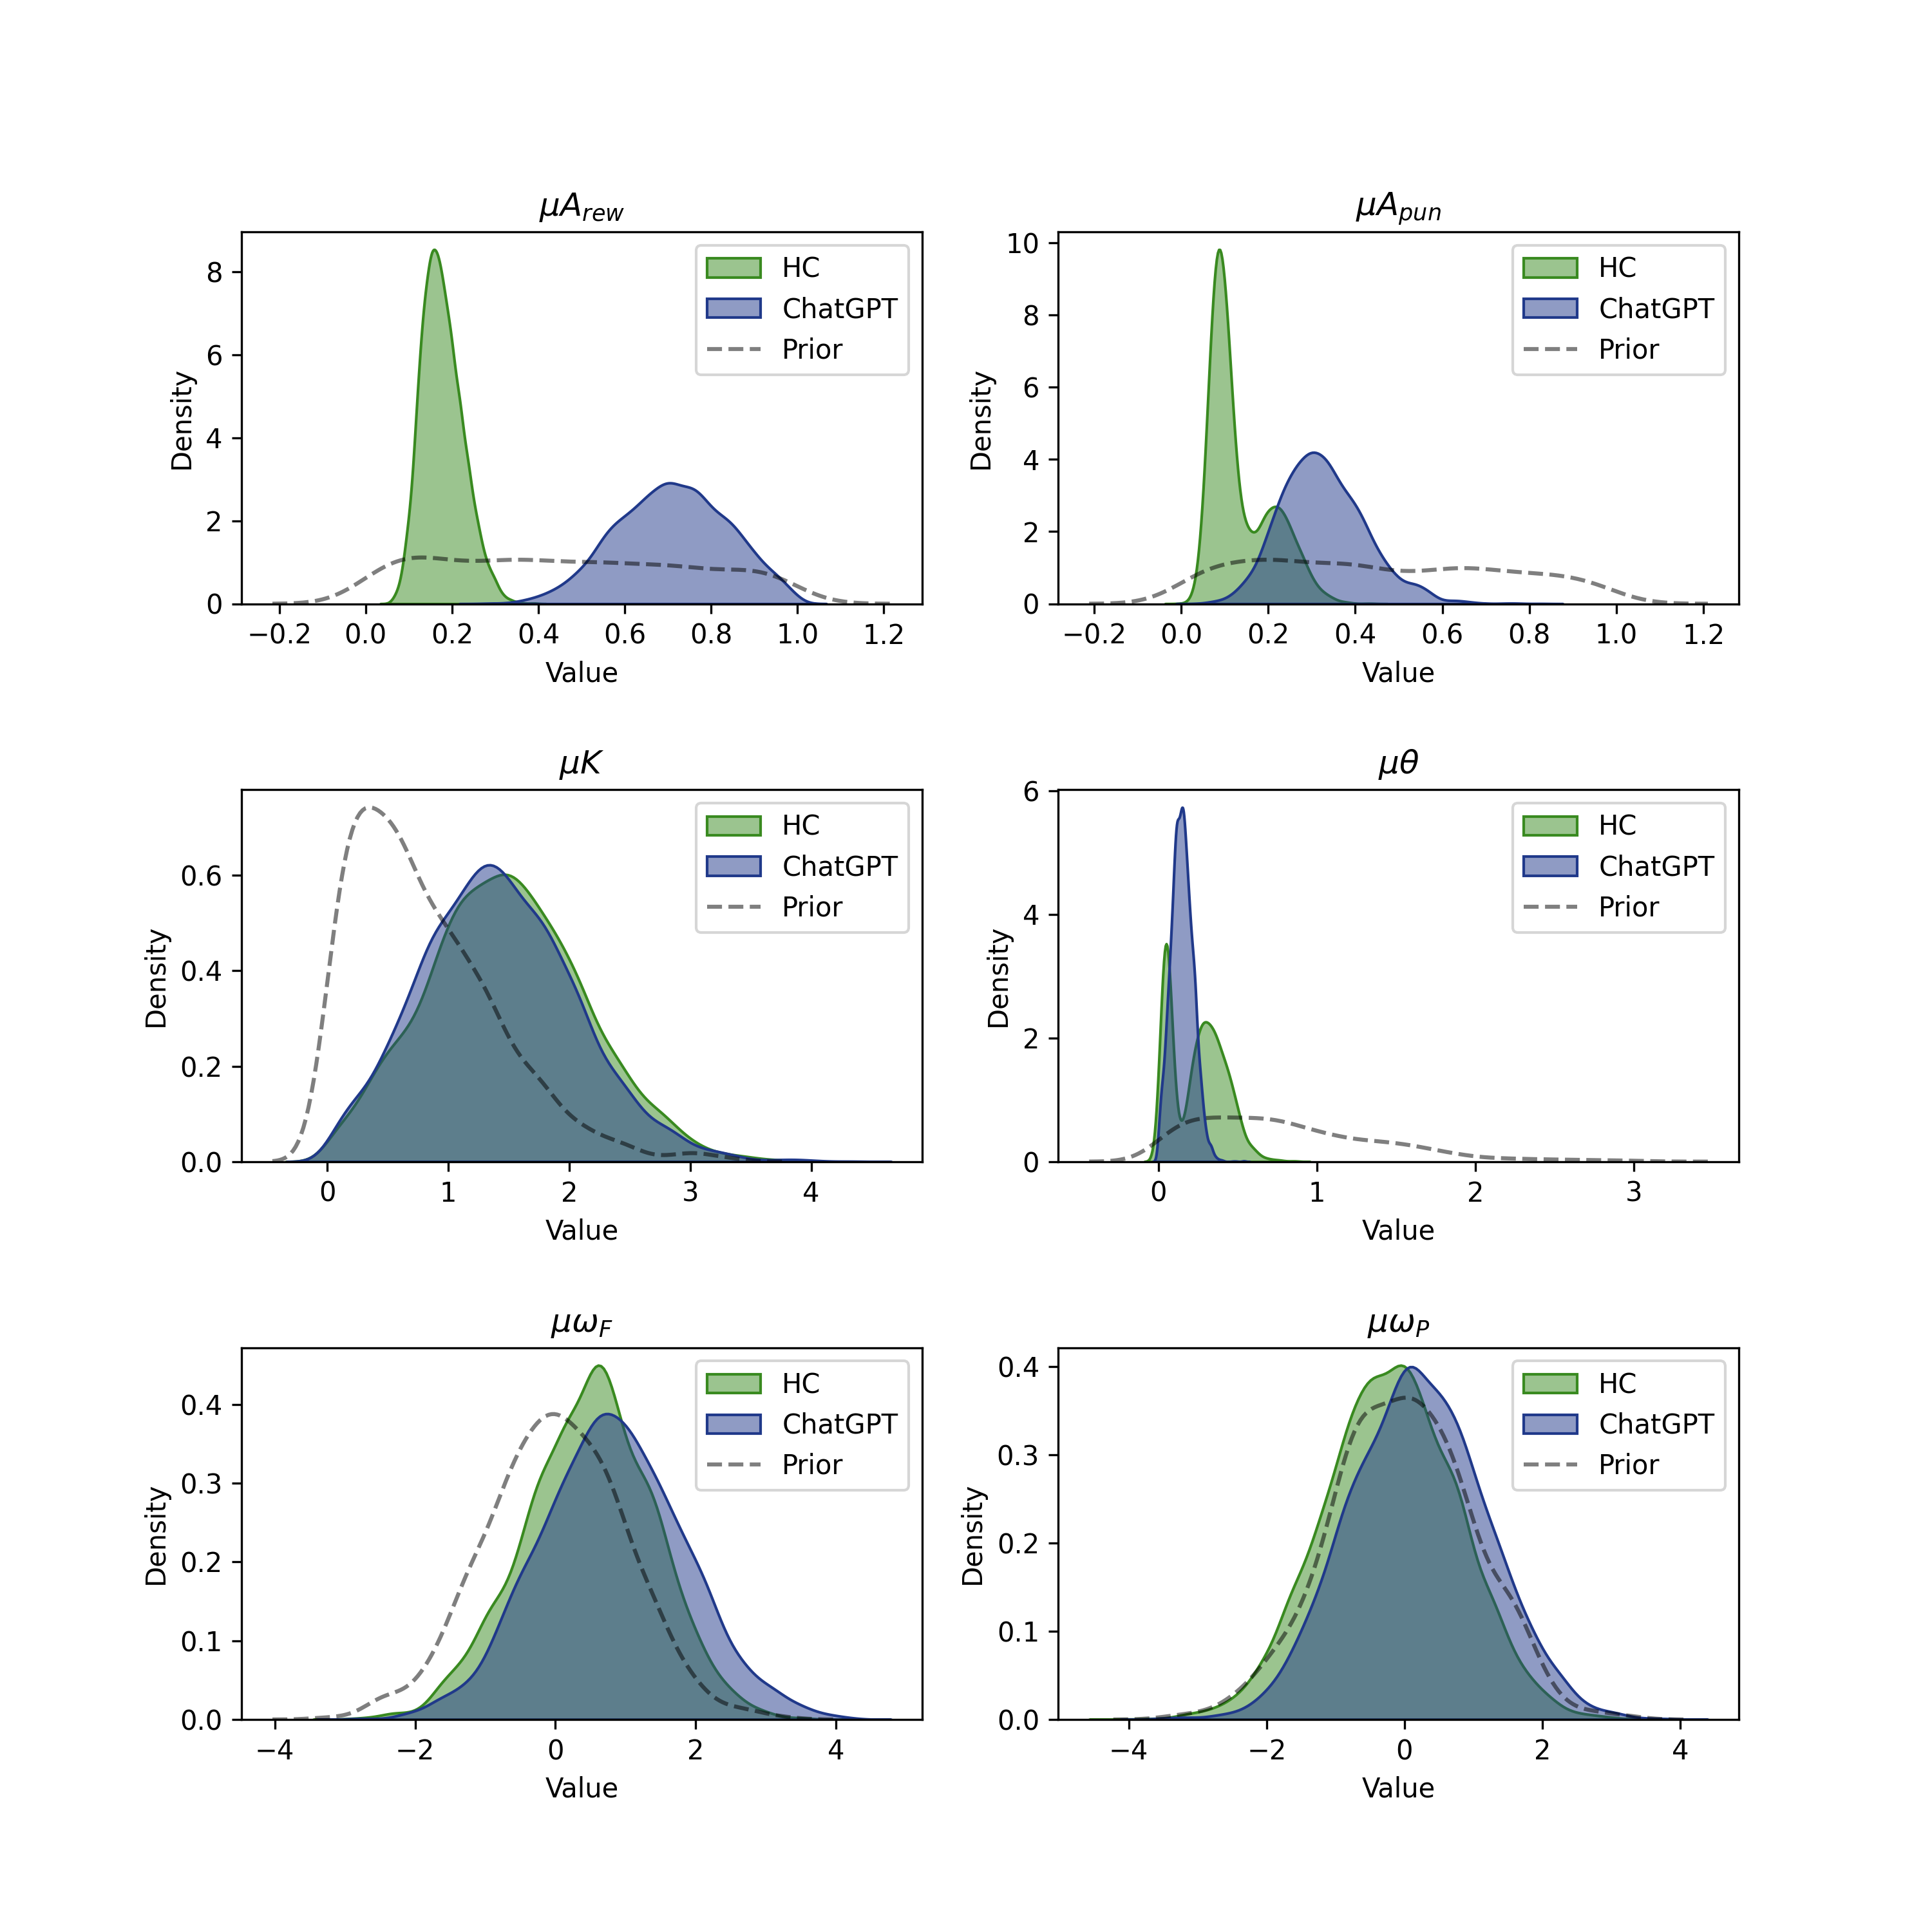 μA_rew
Density
8
6
4
2
0
−0.2 0.0 0.2 0.4 0.6 0.8 1.0 1.2
Value
HC
ChatGPT
Prior
μA_pun
Density
10
8
6
4
2
0
−0.2 0.0 0.2 0.4 0.6 0.8 1.0 1.2
Value
HC
ChatGPT
Prior
μK
Density
0.6
0.4
0.2
0.0
0 1 2 3 4
Value
HC
ChatGPT
Prior
μθ
Density
6
4
2
0
0 1 2 3
Value
HC
ChatGPT
Prior
μω_F
Density
0.4
0.3
0.2
0.1
0.0
−4 −2 0 2 4
Value
HC
ChatGPT
Prior
μω_P
Density
0.4
0.3
0.2
0.1
0.0
−4 −2 0 2 4
Value
HC
ChatGPT
Prior